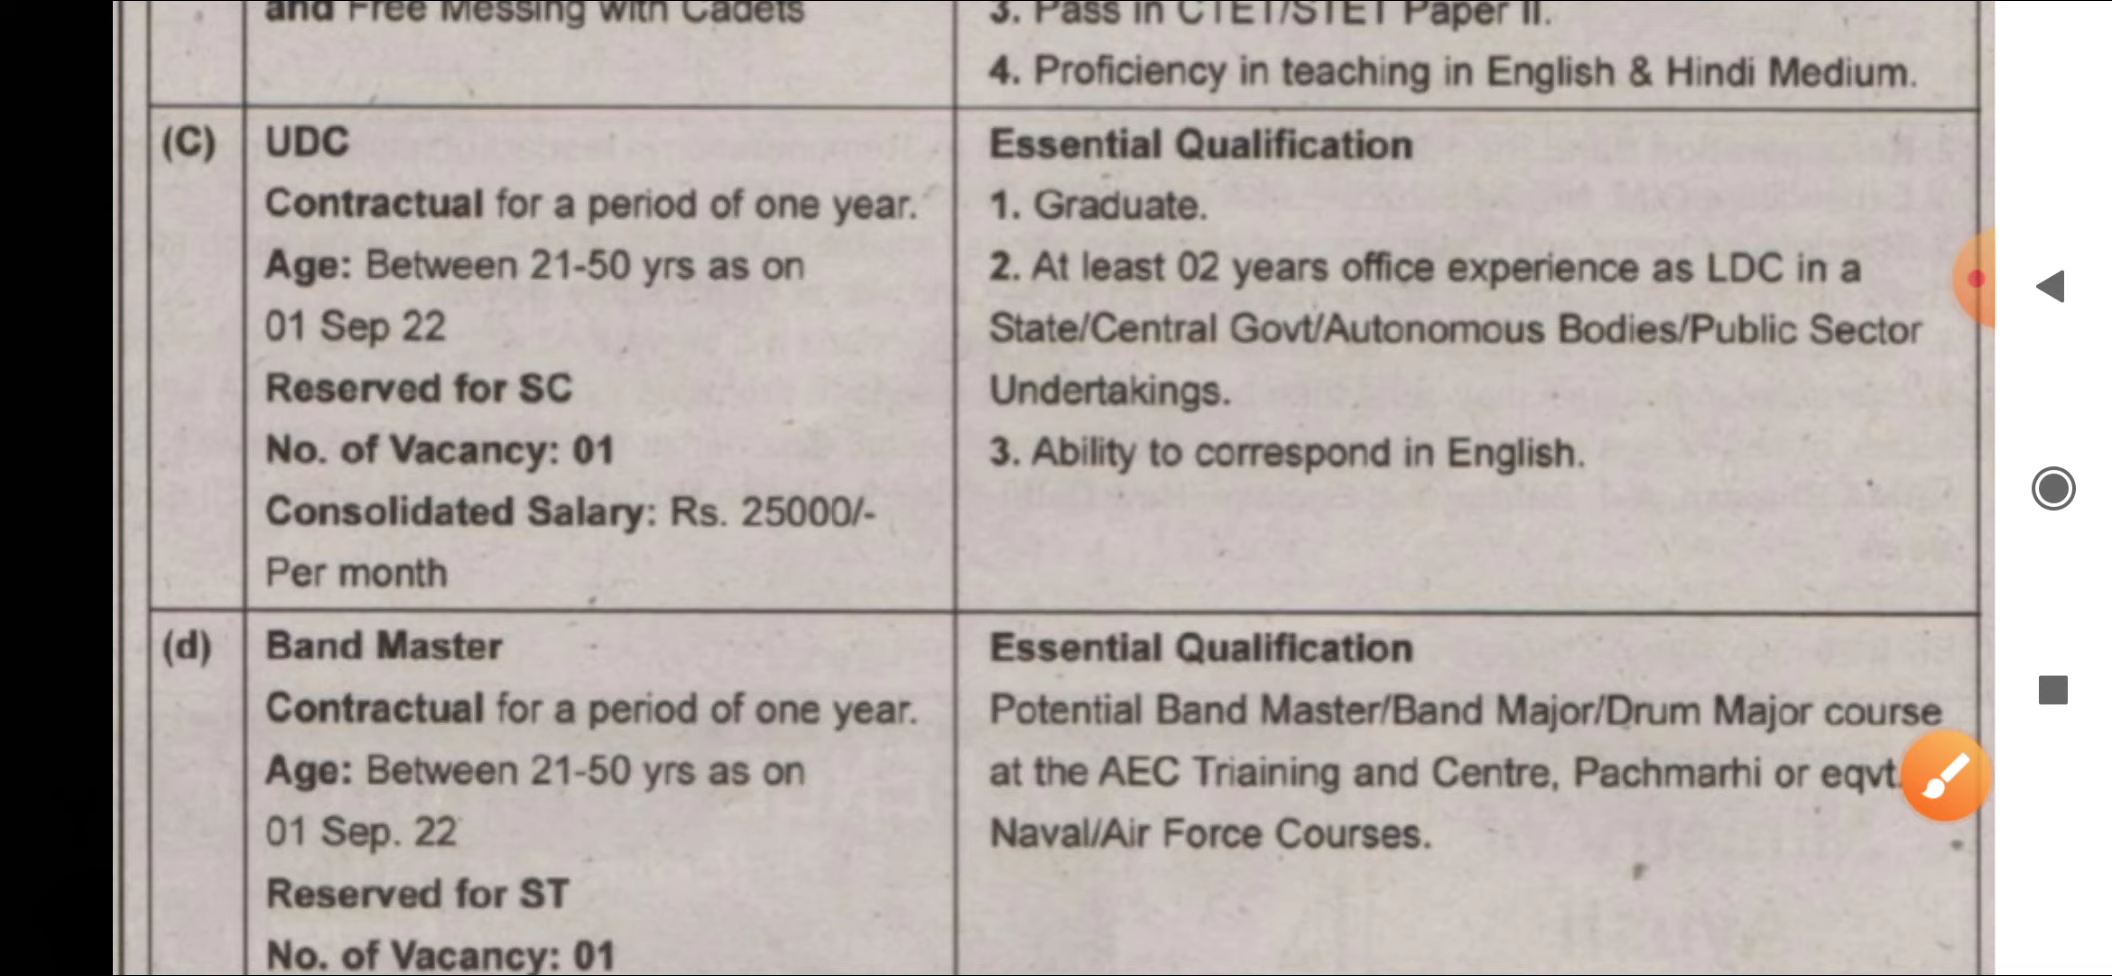 and Free Messing with Cadets
3. Pass in CTET/STET Paper II.
4. Proficiency in teaching in English & Hindi Medium.
(C)
UDC
Contractual for a period of one year.
Age: Between 21-50 yrs as on
01 Sep 22
Reserved for SC
No. of Vacancy: 01
Consolidated Salary: Rs. 25000/-
Per month
Essential Qualification
1. Graduate.
2. At least 02 years office experience as LDC in a
State/Central Govt/Autonomous Bodies/Public Sector
Undertakings.
3. Ability to correspond in English.
(d)
Band Master
Contractual for a period of one year.
Age: Between 21-50 yrs as on
01 Sep. 22
Reserved for ST
No. of Vacancy: 01
Essential Qualification
Potential Band Master/Band Major/Drum Major course
at the AEC Triaining and Centre, Pachmarhi or eqvt.
Naval/Air Force Courses.